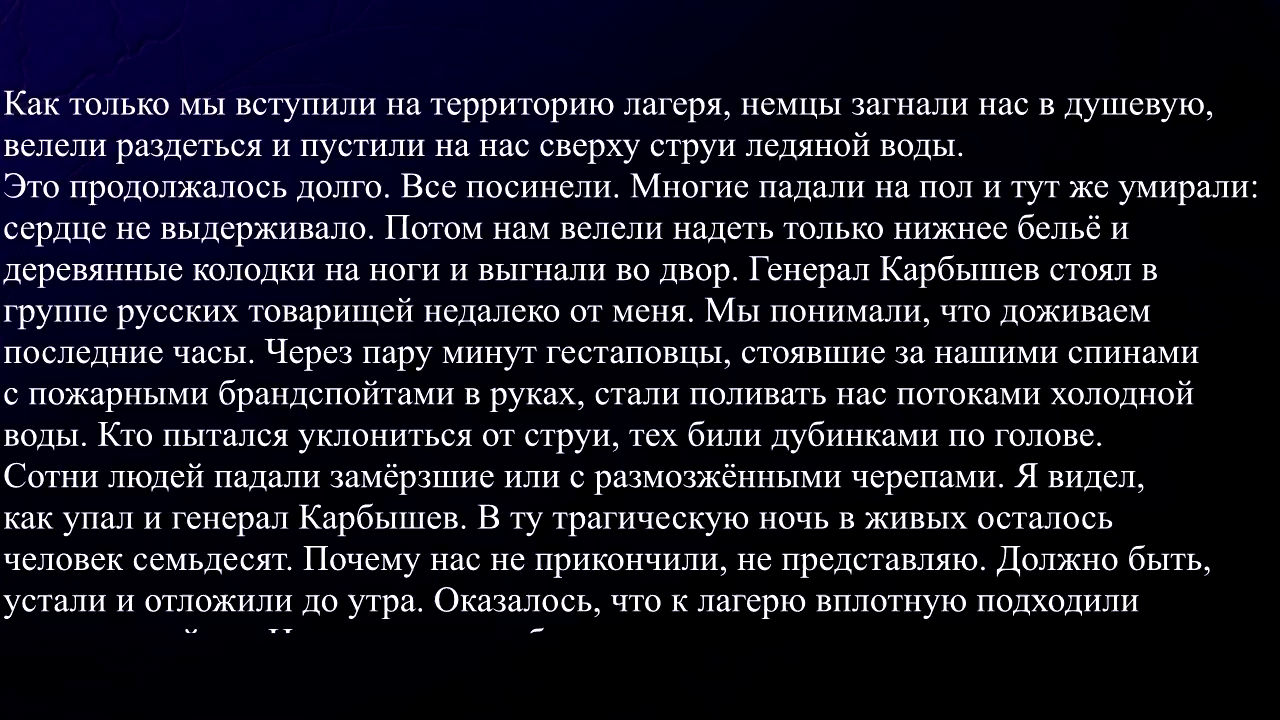 Как только мы вступили на территорию лагеря, немцы загнали нас в душевую,
велели раздеться и пустили на нас сверху струи ледяной воды.
Это продолжалось долго. Все посинели. Многие падали на пол и тут же умирали:
сердце не выдерживало. Потом нам велели надеть только нижнее бельё и
деревянные колодки на ноги и выгнали во двор. Генерал Карбышев стоял в
группе русских товарищей недалеко от меня. Мы понимали, что доживаем
последние часы. Через пару минут гестаповцы, стоявшие за нашими спинами
с пожарными брандспойтами в руках, стали поливать нас потоками холодной
воды. Кто пытался уклониться от струи, тех били дубинками по голове.
Сотни людей падали замёрзшие или с размозжёнными черепами. Я видел,
как упал и генерал Карбышев. В ту трагическую ночь в живых осталось
человек семьдесят. Почему нас не прикончили, не представляю. Должно быть,
устали и отложили до утра. Оказалось, что к лагерю вплотную подходили